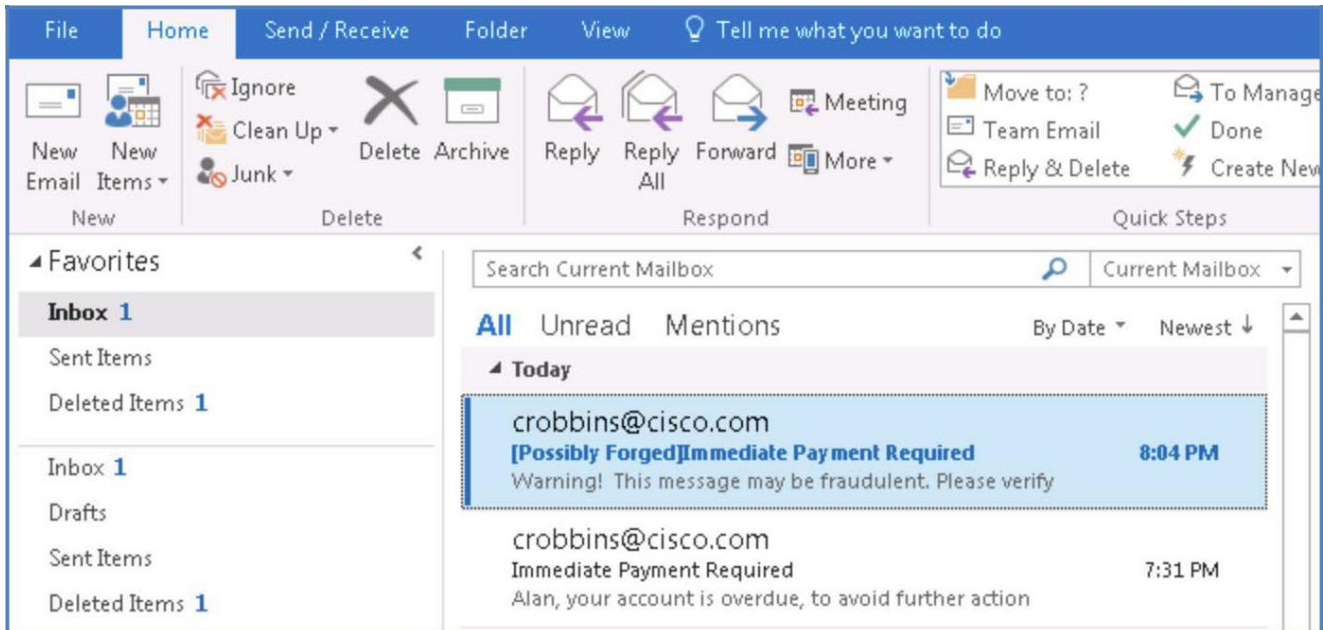 File Home Send / Receive Folder View Tell me what you want to do
New Email
New Items
New
Ignore
Clean Up
Junk
Delete
Archive
Delete
Reply
Reply All
Forward
Meeting
More
Respond
Move to: ?
Team Email
Reply & Delete
To Manage
Done
Create New
Quick Steps
Favorites
Inbox 1
Sent Items
Deleted Items 1
Inbox 1
Drafts
Sent Items
Deleted Items 1
Search Current Mailbox Current Mailbox
All Unread Mentions By Date Newest
Today
crobbins@cisco.com
[Possibly Forged]Immediate Payment Required 8:04 PM
Warning! This message may be fraudulent. Please verify
crobbins@cisco.com
Immediate Payment Required 7:31 PM
Alan, your account is overdue, to avoid further action